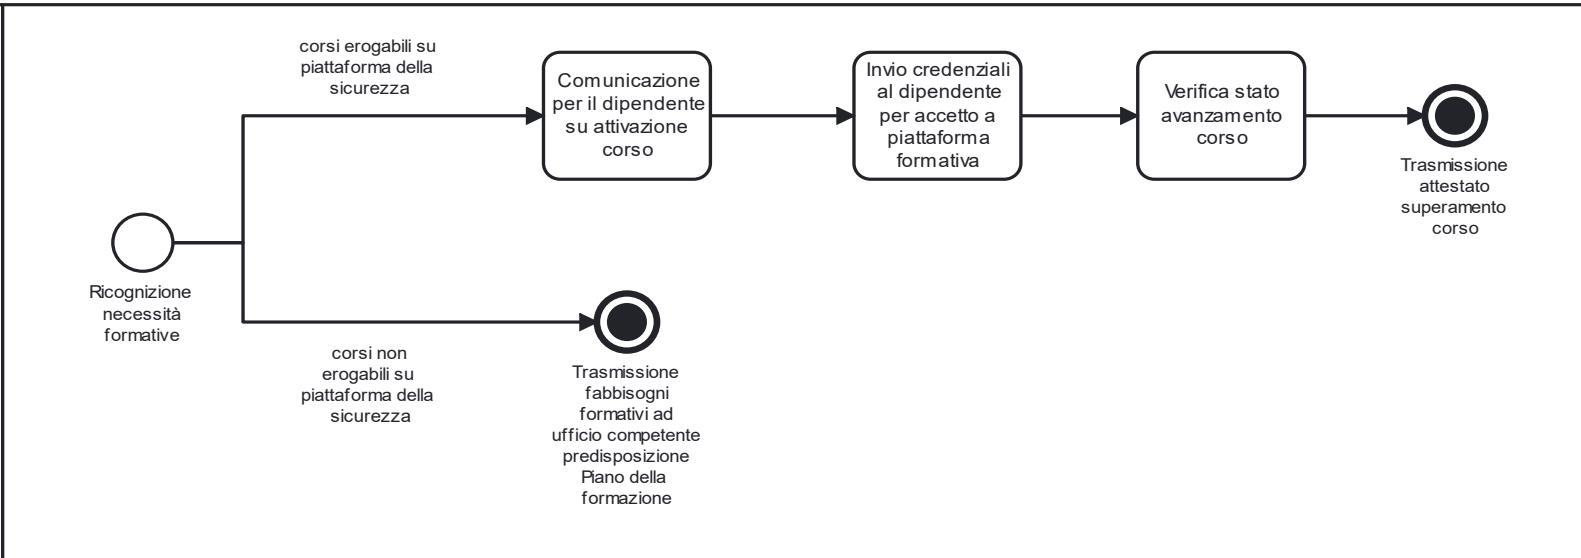 corsi erogabili su
piattaforma della
sicurezza
Comunicazione
per il dipendente
su attivazione
corso
Invio credenziali
al dipendente
per accetto a
piattaforma
formativa
Verifica stato
avanzamento
corso
Trasmissione
attestato
superamento
corso
Ricognizione
necessità
formative
corsi non
erogabili su
piattaforma della
sicurezza
Trasmissione
fabbisogni
formativi ad
ufficio competente
predisposizione
Piano della
formazione